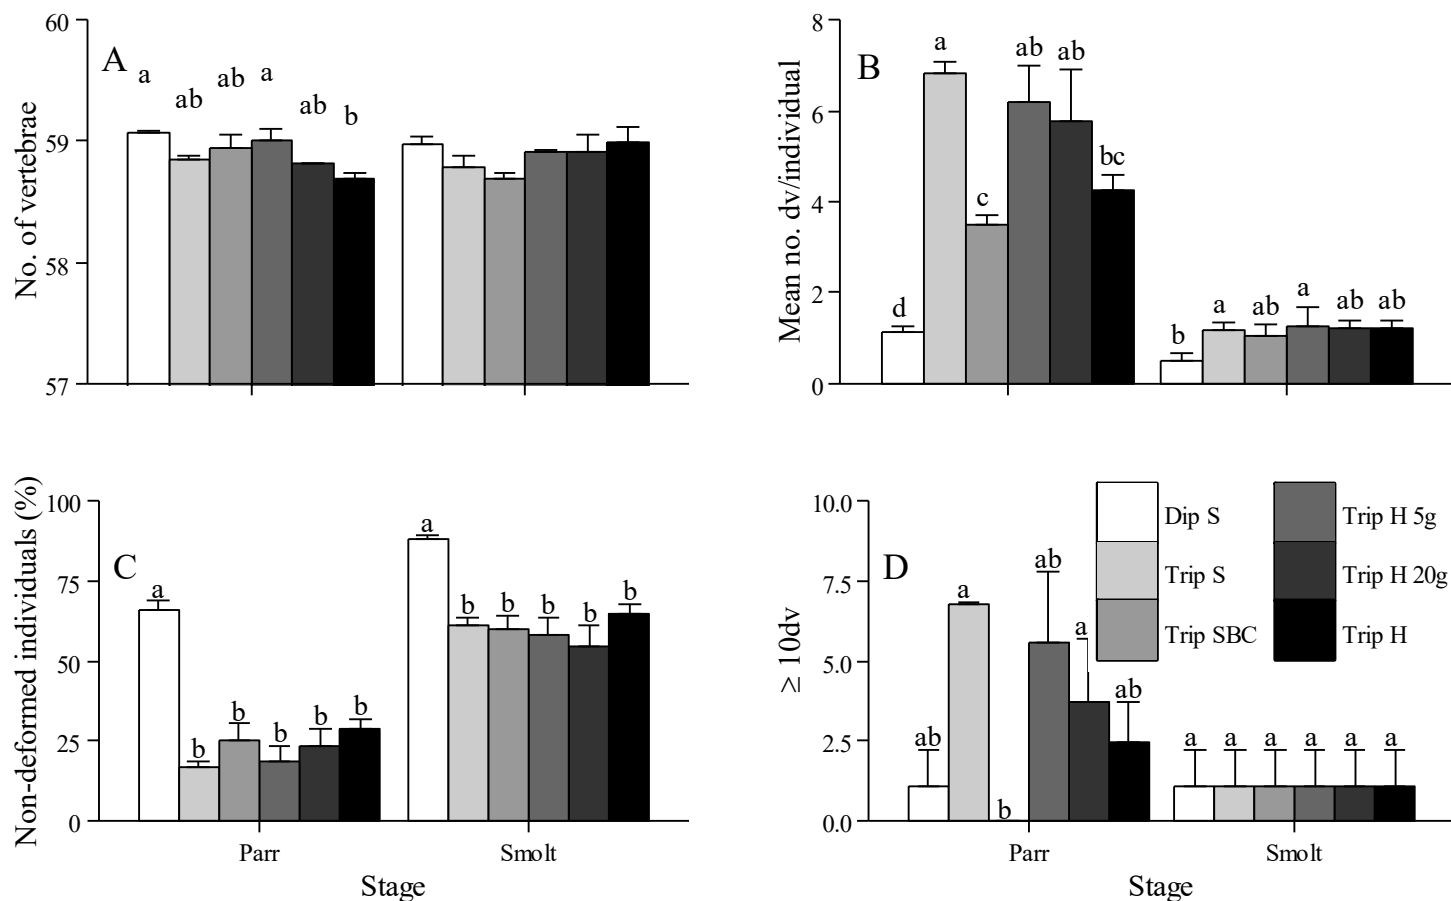 A
No. of vertebrae
60
59
58
57
a
ab
ab
a
ab
b
B
Mean no. dv/individual
8
6
4
2
0
d
a
c
ab
ab
bc
b
a
ab
a
ab
ab
C
Non-deformed individuals (%)
100
75
50
25
0
a
b
b
b
b
b
a
b
b
b
b
b
Parr
Smolt
Stage
D
≥ 10dv
10.0
7.5
5.0
2.5
0.0
ab
a
b
ab
a
ab
a
a
a
a
a
a
Dip S
Trip S
Trip SBC
Trip H 5g
Trip H 20g
Trip H
Parr
Smolt
Stage